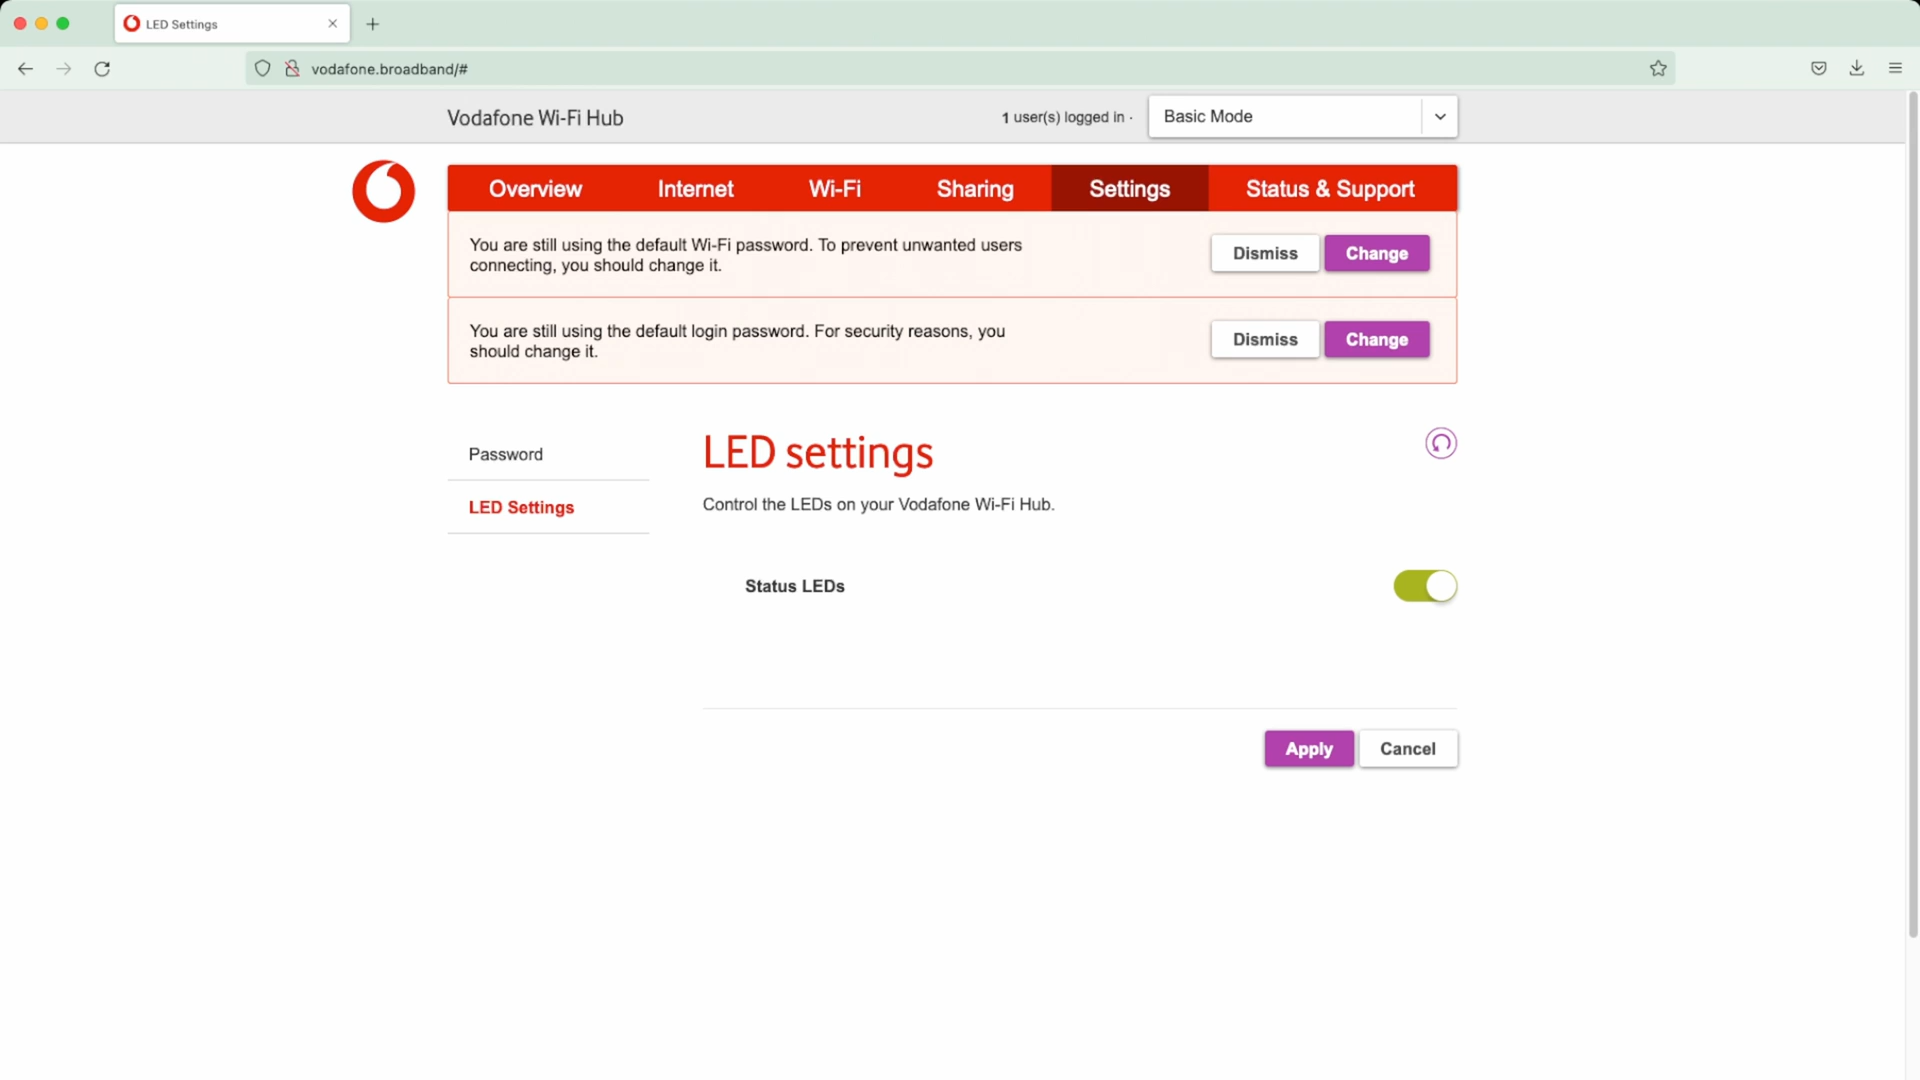 LED Settings
vodafone.broadband/#
Vodafone Wi-Fi Hub
1 user(s) logged in ·
Basic Mode
Overview
Internet
Wi-Fi
Sharing
Settings
Status & Support
You are still using the default Wi-Fi password. To prevent unwanted users
connecting, you should change it.
Dismiss
Change
You are still using the default login password. For security reasons, you
should change it.
Dismiss
Change
Password
LED Settings
LED settings
Control the LEDs on your Vodafone Wi-Fi Hub.
Status LEDs
Apply
Cancel